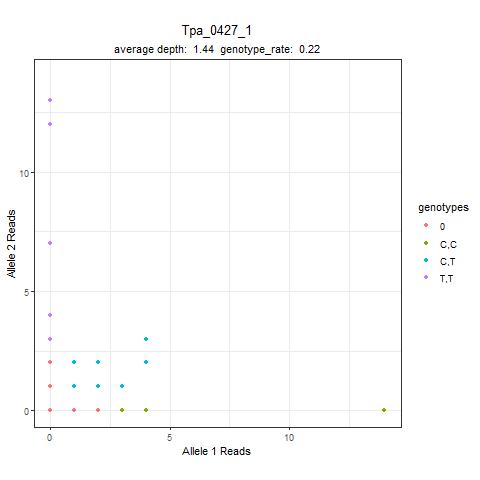 Tpa_0427_1
average depth: 1.44 genotype_rate: 0.22
10
5
0
0
5
10
Allele 2 Reads
Allele 1 Reads
genotypes
0
C,C
C,T
T,T